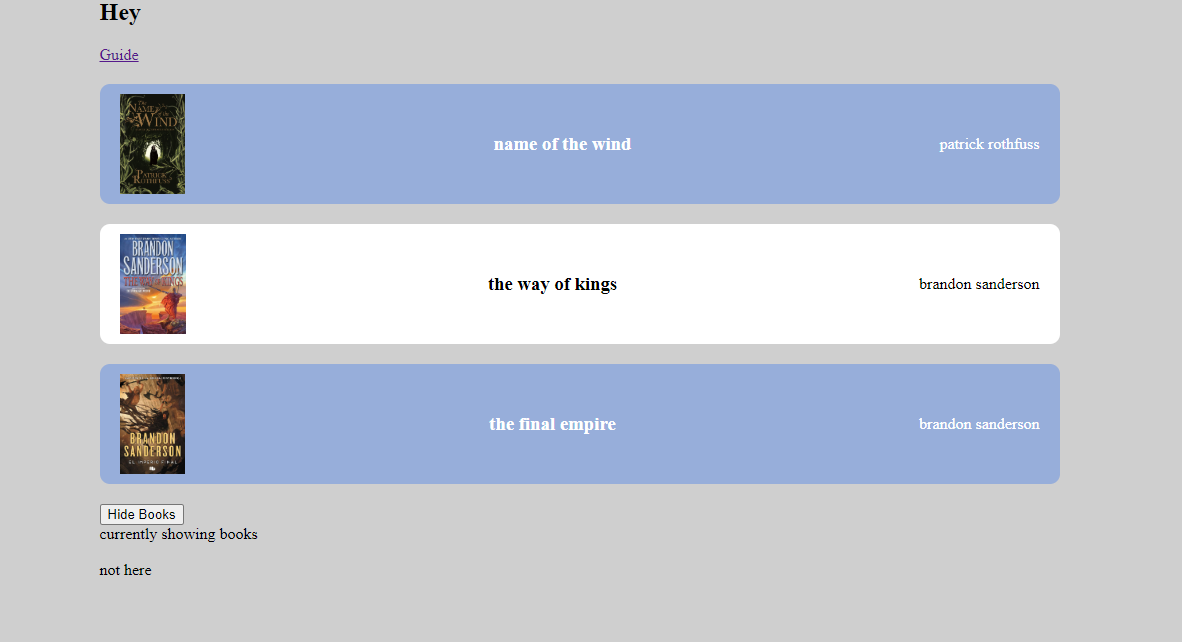 Hey
Guide
THE NAME of the WIND
PATRICK ROTHFUSS
name of the wind
patrick rothfuss
BRANDON
SANDERSON
THE WAY of KINGS
the way of kings
brandon sanderson
BRANDON
SANDERSON
EL IMPERIO FINAL
the final empire
brandon sanderson
Hide Books
currently showing books
not here